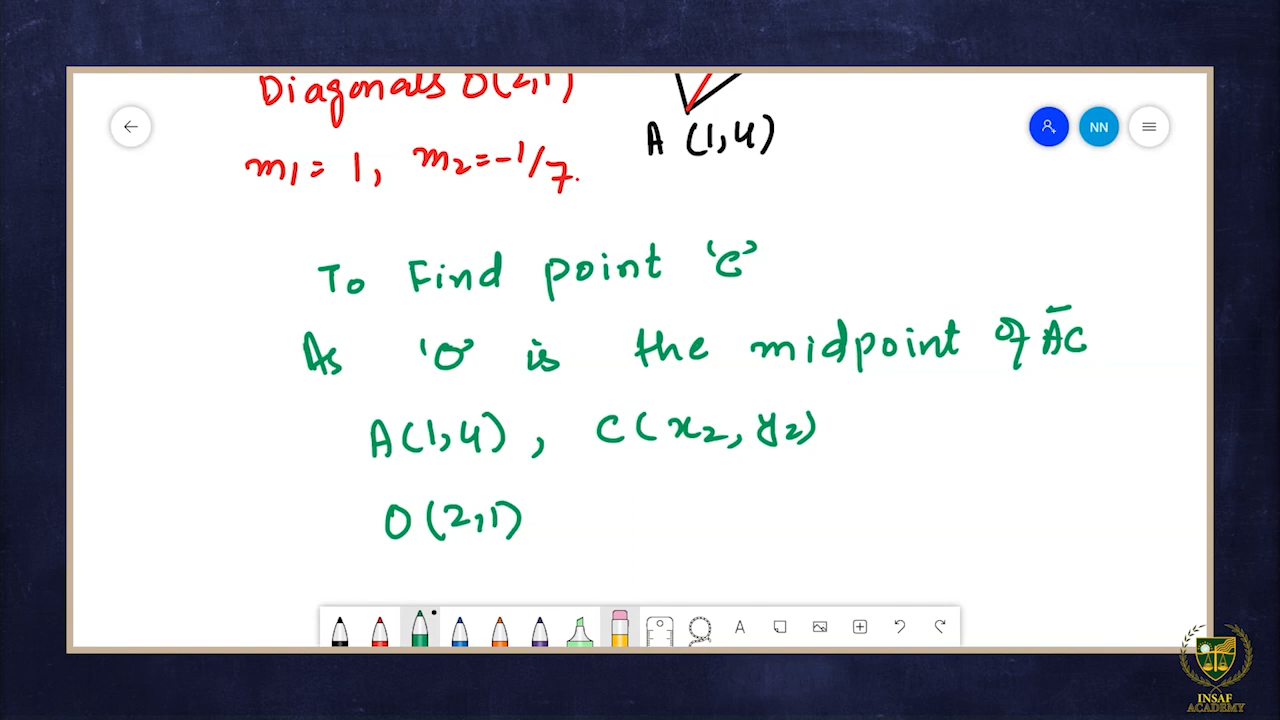 Diagonals O(2,1)
A (1,4)
m1 = 1, m2 = -1/7.
NN
To Find point 'C'
As 'O' is the midpoint of AC
A(1,4), C(x2, y2)
O(2,1)
A
INSAF
ACADEMY